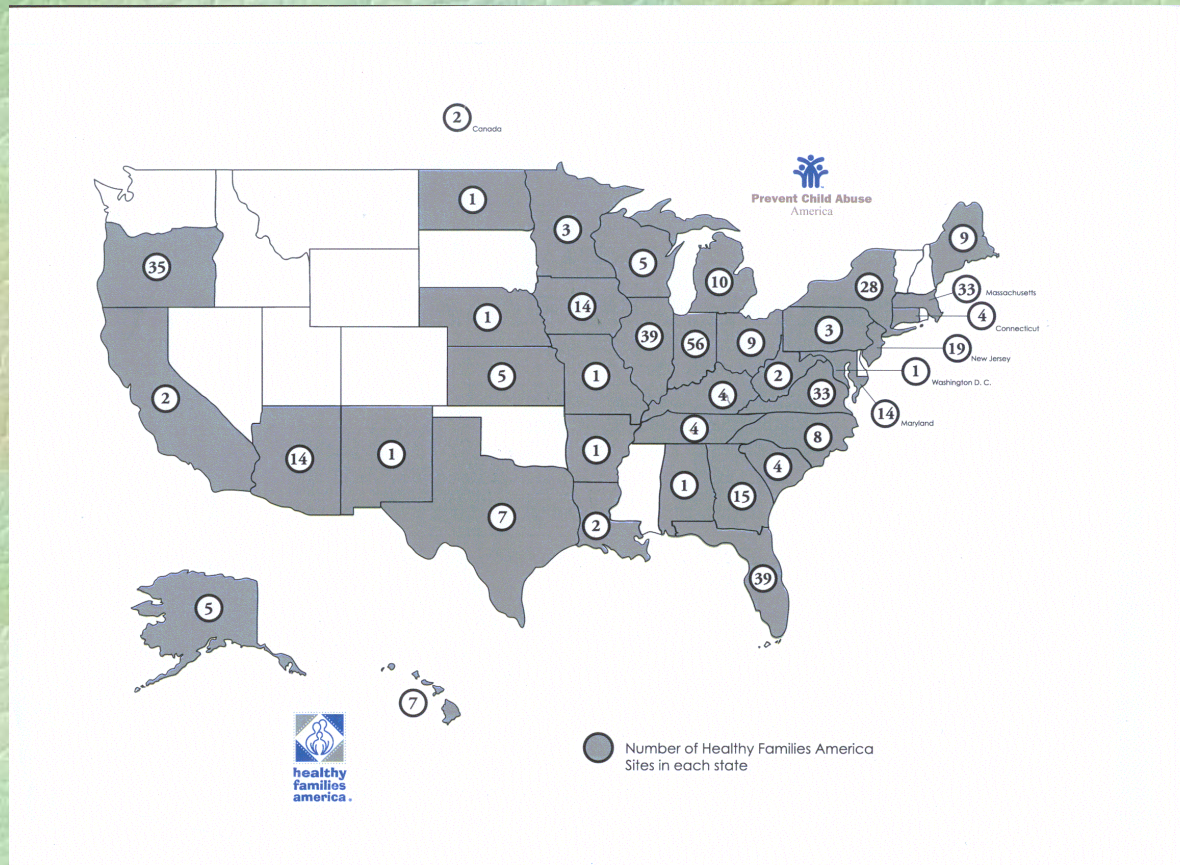 2
Canada
Prevent Child Abuse
America
1
3
5
10
9
35
14
1
28
33
Massachusetts
4
Connecticut
39
56
9
3
19
New Jersey
5
1
2
1
Washington D. C.
2
4
33
14
Maryland
14
1
1
4
8
4
7
2
1
15
39
5
7
healthy
families
america.
Number of Healthy Families America
Sites in each state